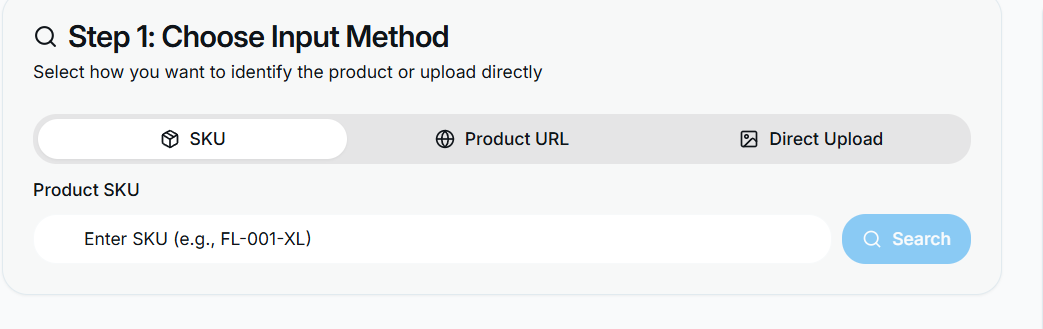 Step 1: Choose Input Method
Select how you want to identify the product or upload directly
SKU
Product URL
Direct Upload
Product SKU
Enter SKU (e.g., FL-001-XL)
Search